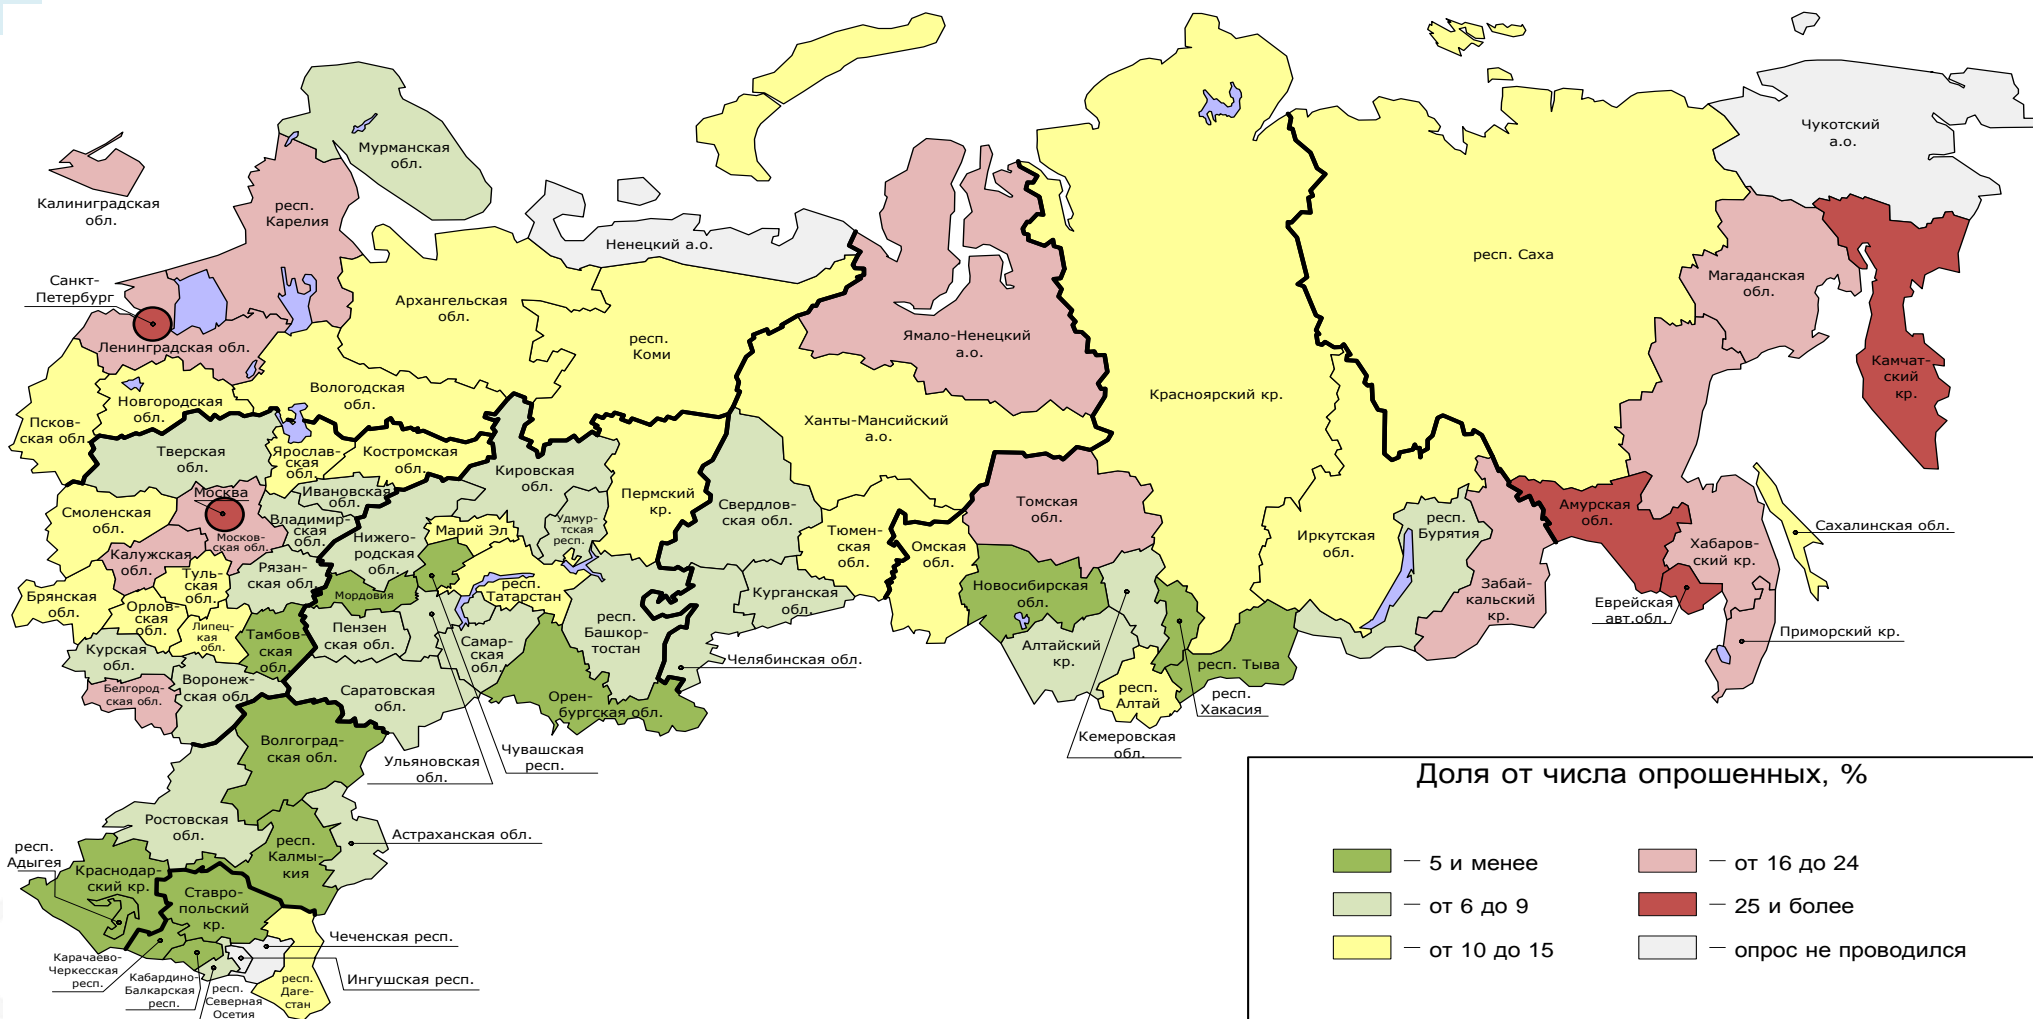 Мурманская
обл.
Чукотский
а.о.
Калининградская
обл.
респ.
Карелия
Ненецкий а.о.
респ. Саха
Магаданская
обл.
Санкт-
Петербург
Архангельская
обл.
респ.
Коми
Ямало-Ненецкий
а.о.
Ленинградская обл.
Камчат-
ский
кр.
Вологодская
обл.
Красноярский кр.
Новгородская
обл.
Псков-
ская обл.
Ханты-Мансийский
а.о.
Тверская
обл.
Ярослав-
ская
обл.
Костромская
обл.
Кировская
обл.
Пермский
кр.
Свердлов-
ская обл.
Томская
обл.
Москва
Ивановская
обл.
Смоленская
обл.
Владимир-
ская
обл.
Московс-
кая обл.
Марий Эл
Удмур-
тская
респ.
Нижего-
родская
обл.
Тюмен-
ская
обл.
Омская
обл.
Иркутская
обл.
респ.
Бурятия
Амурская
обл.
Сахалинская обл.
Хабаров-
ский кр.
Калужская
обл.
Рязан-
ская обл.
Туль-
ская
обл.
Брянская
обл.
Орлов-
ская
обл.
Липец-
кая
обл.
Мордовия
респ.
Татарстан
Курганская
обл.
Новосибирская
обл.
Забай-
кальский
кр.
Еврейская
авт.обл.
Приморский кр.
Тамбов-
ская
обл.
Пензен
ская обл.
Самар-
ская
обл.
респ.
Башкор-
тостан
Челябинская обл.
Алтайский
кр.
респ. Тыва
Курская
обл.
Воронеж-
ская обл.
Белгород-
ская обл.
Саратовская
обл.
Орен-
бургская обл.
респ.
Алтай
респ.
Хакасия
Волгоград-
ская обл.
Ульяновская
обл.
Чувашская
респ.
Кемеровская
обл.
Ростовская
обл.
Астраханская обл.
респ.
Калмы-
кия
респ.
Адыгея
Краснодар-
ский кр.
Ставро-
польский
кр.
Чеченская респ.
Ингушская респ.
Карачаево-
Черкесская
респ.
Кабардино-
Балкарская
респ.
респ.
Северная
Осетия
респ.
Даге-
стан
Доля от числа опрошенных, %
– 5 и менее
– от 6 до 9
– от 10 до 15
– от 16 до 24
– 25 и более
– опрос не проводился